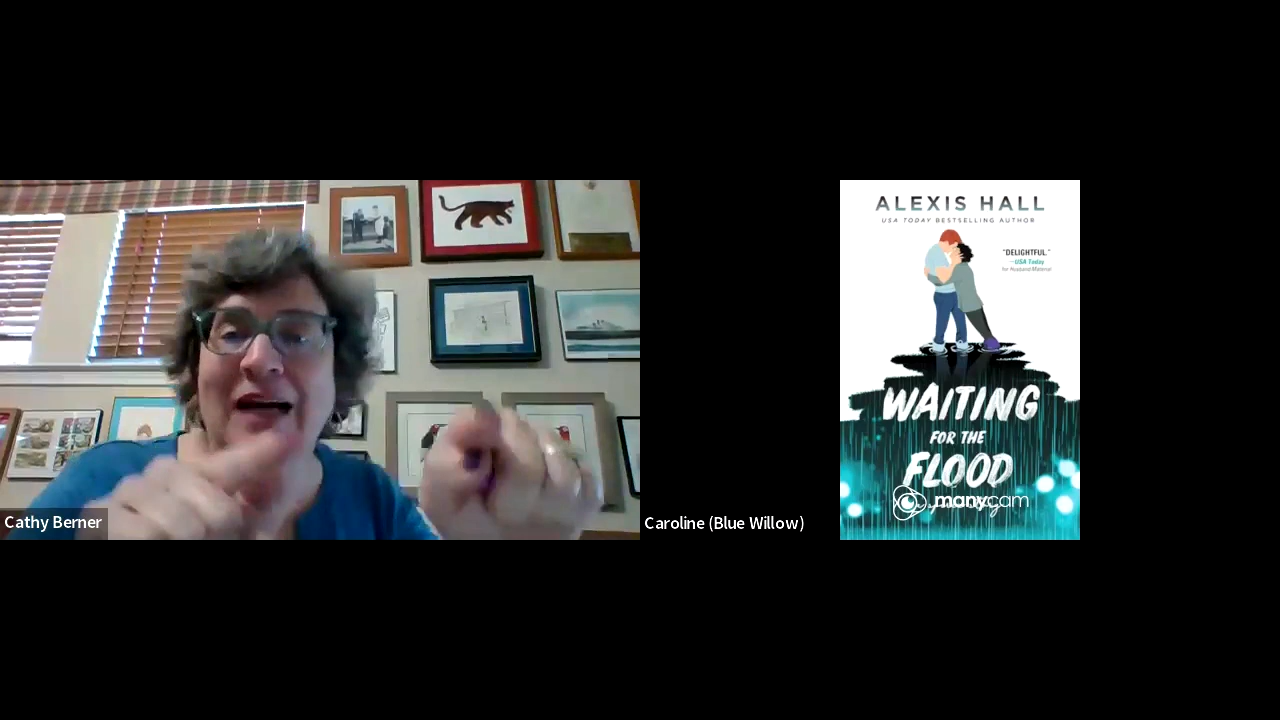 Cathy Berner
Caroline (Blue Willow)
ALEXIS HALL
USA TODAY BESTSELLING AUTHOR
"DELIGHTFUL."
—USA Today
for Husband Material
WAITING
FOR THE
FLOOD
manycam